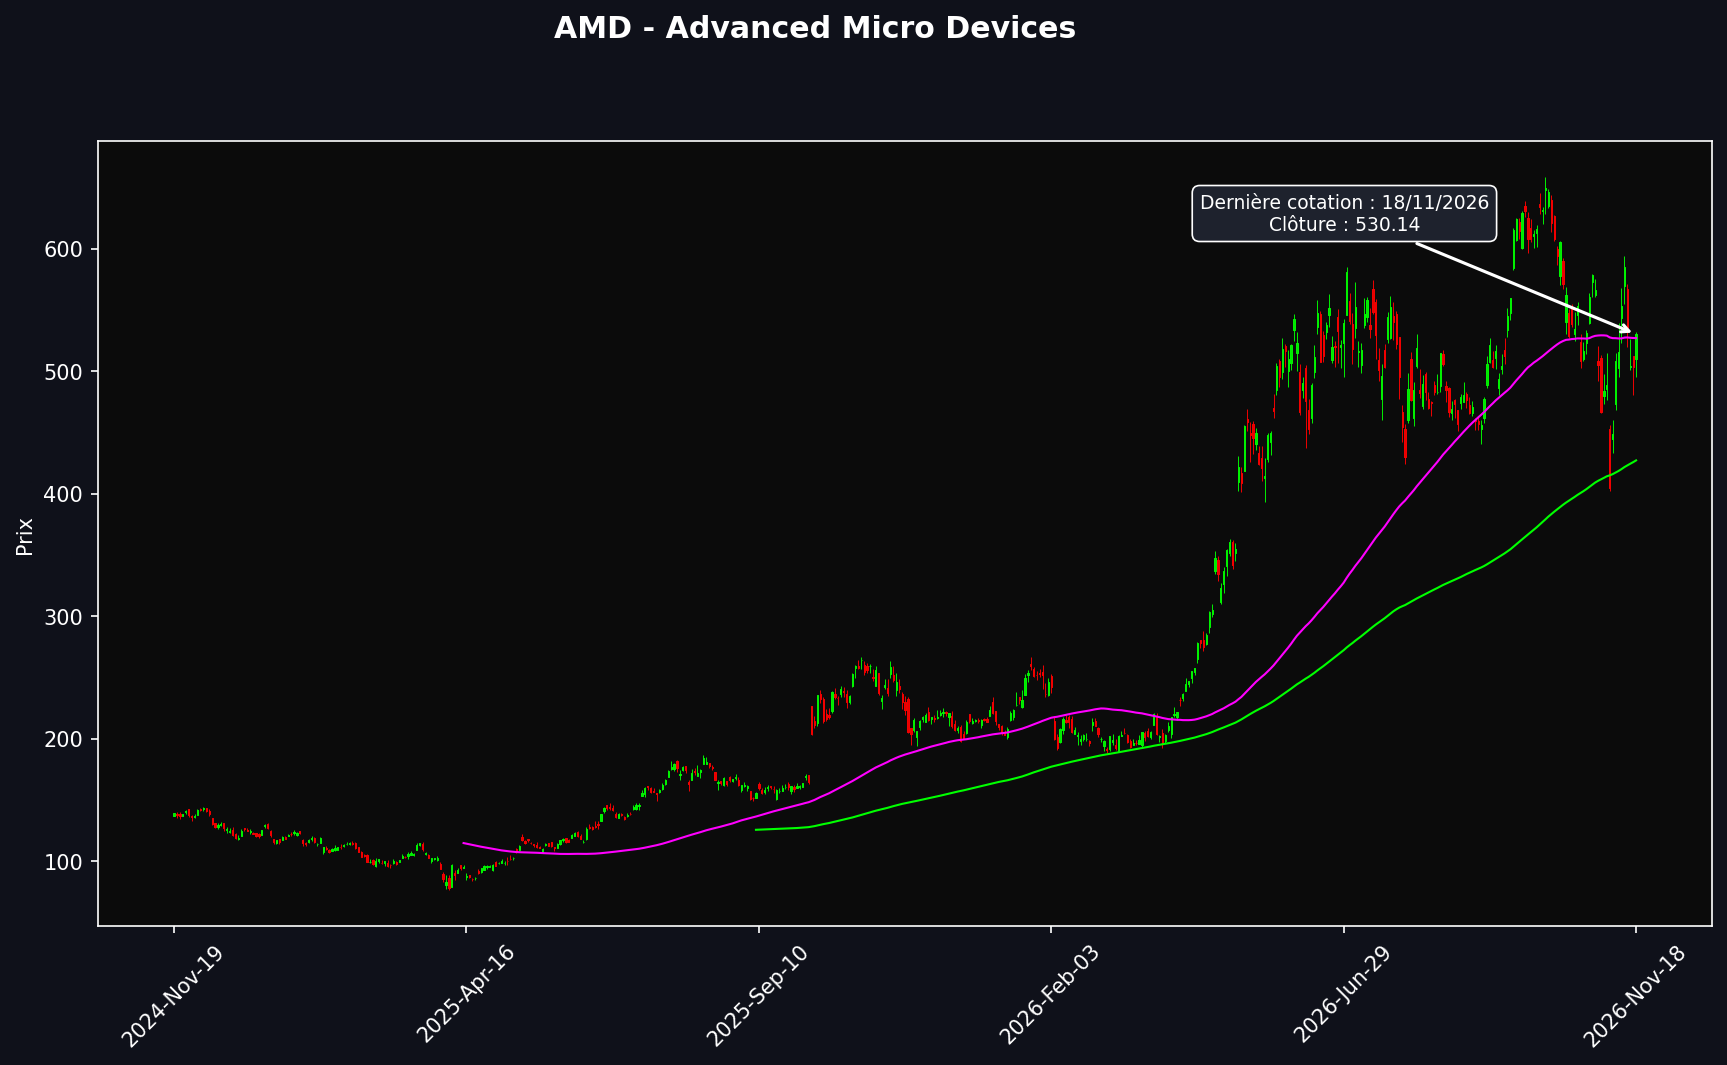 AMD - Advanced Micro Devices
Dernière cotation : 18/11/2026
Clôture : 530.14
Prix
600
500
400
300
200
100
2024-Nov-19
2025-Apr-16
2025-Sep-10
2026-Feb-03
2026-Jun-29
2026-Nov-18